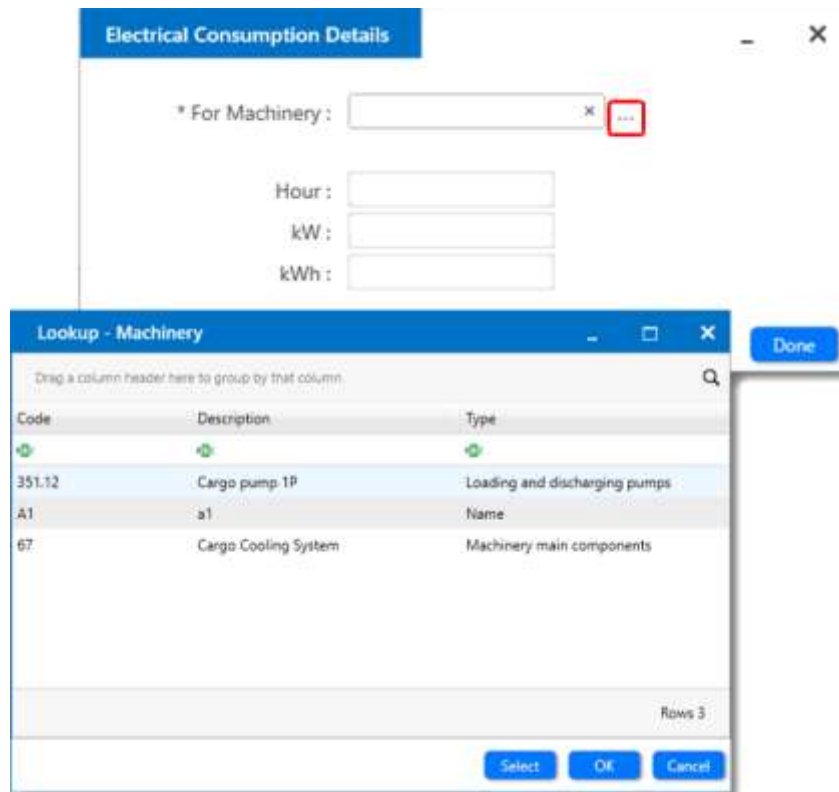 Electrical Consumption Details
* For Machinery :
...
Hour :
kW :
kWh :
Done
Lookup - Machinery
Drag a column header here to group by that column
Code Description Type
351.12 Cargo pump 1P Loading and discharging pumps
A1 a1 Name
67 Cargo Cooling System Machinery main components
Rows 3
Select OK Cancel